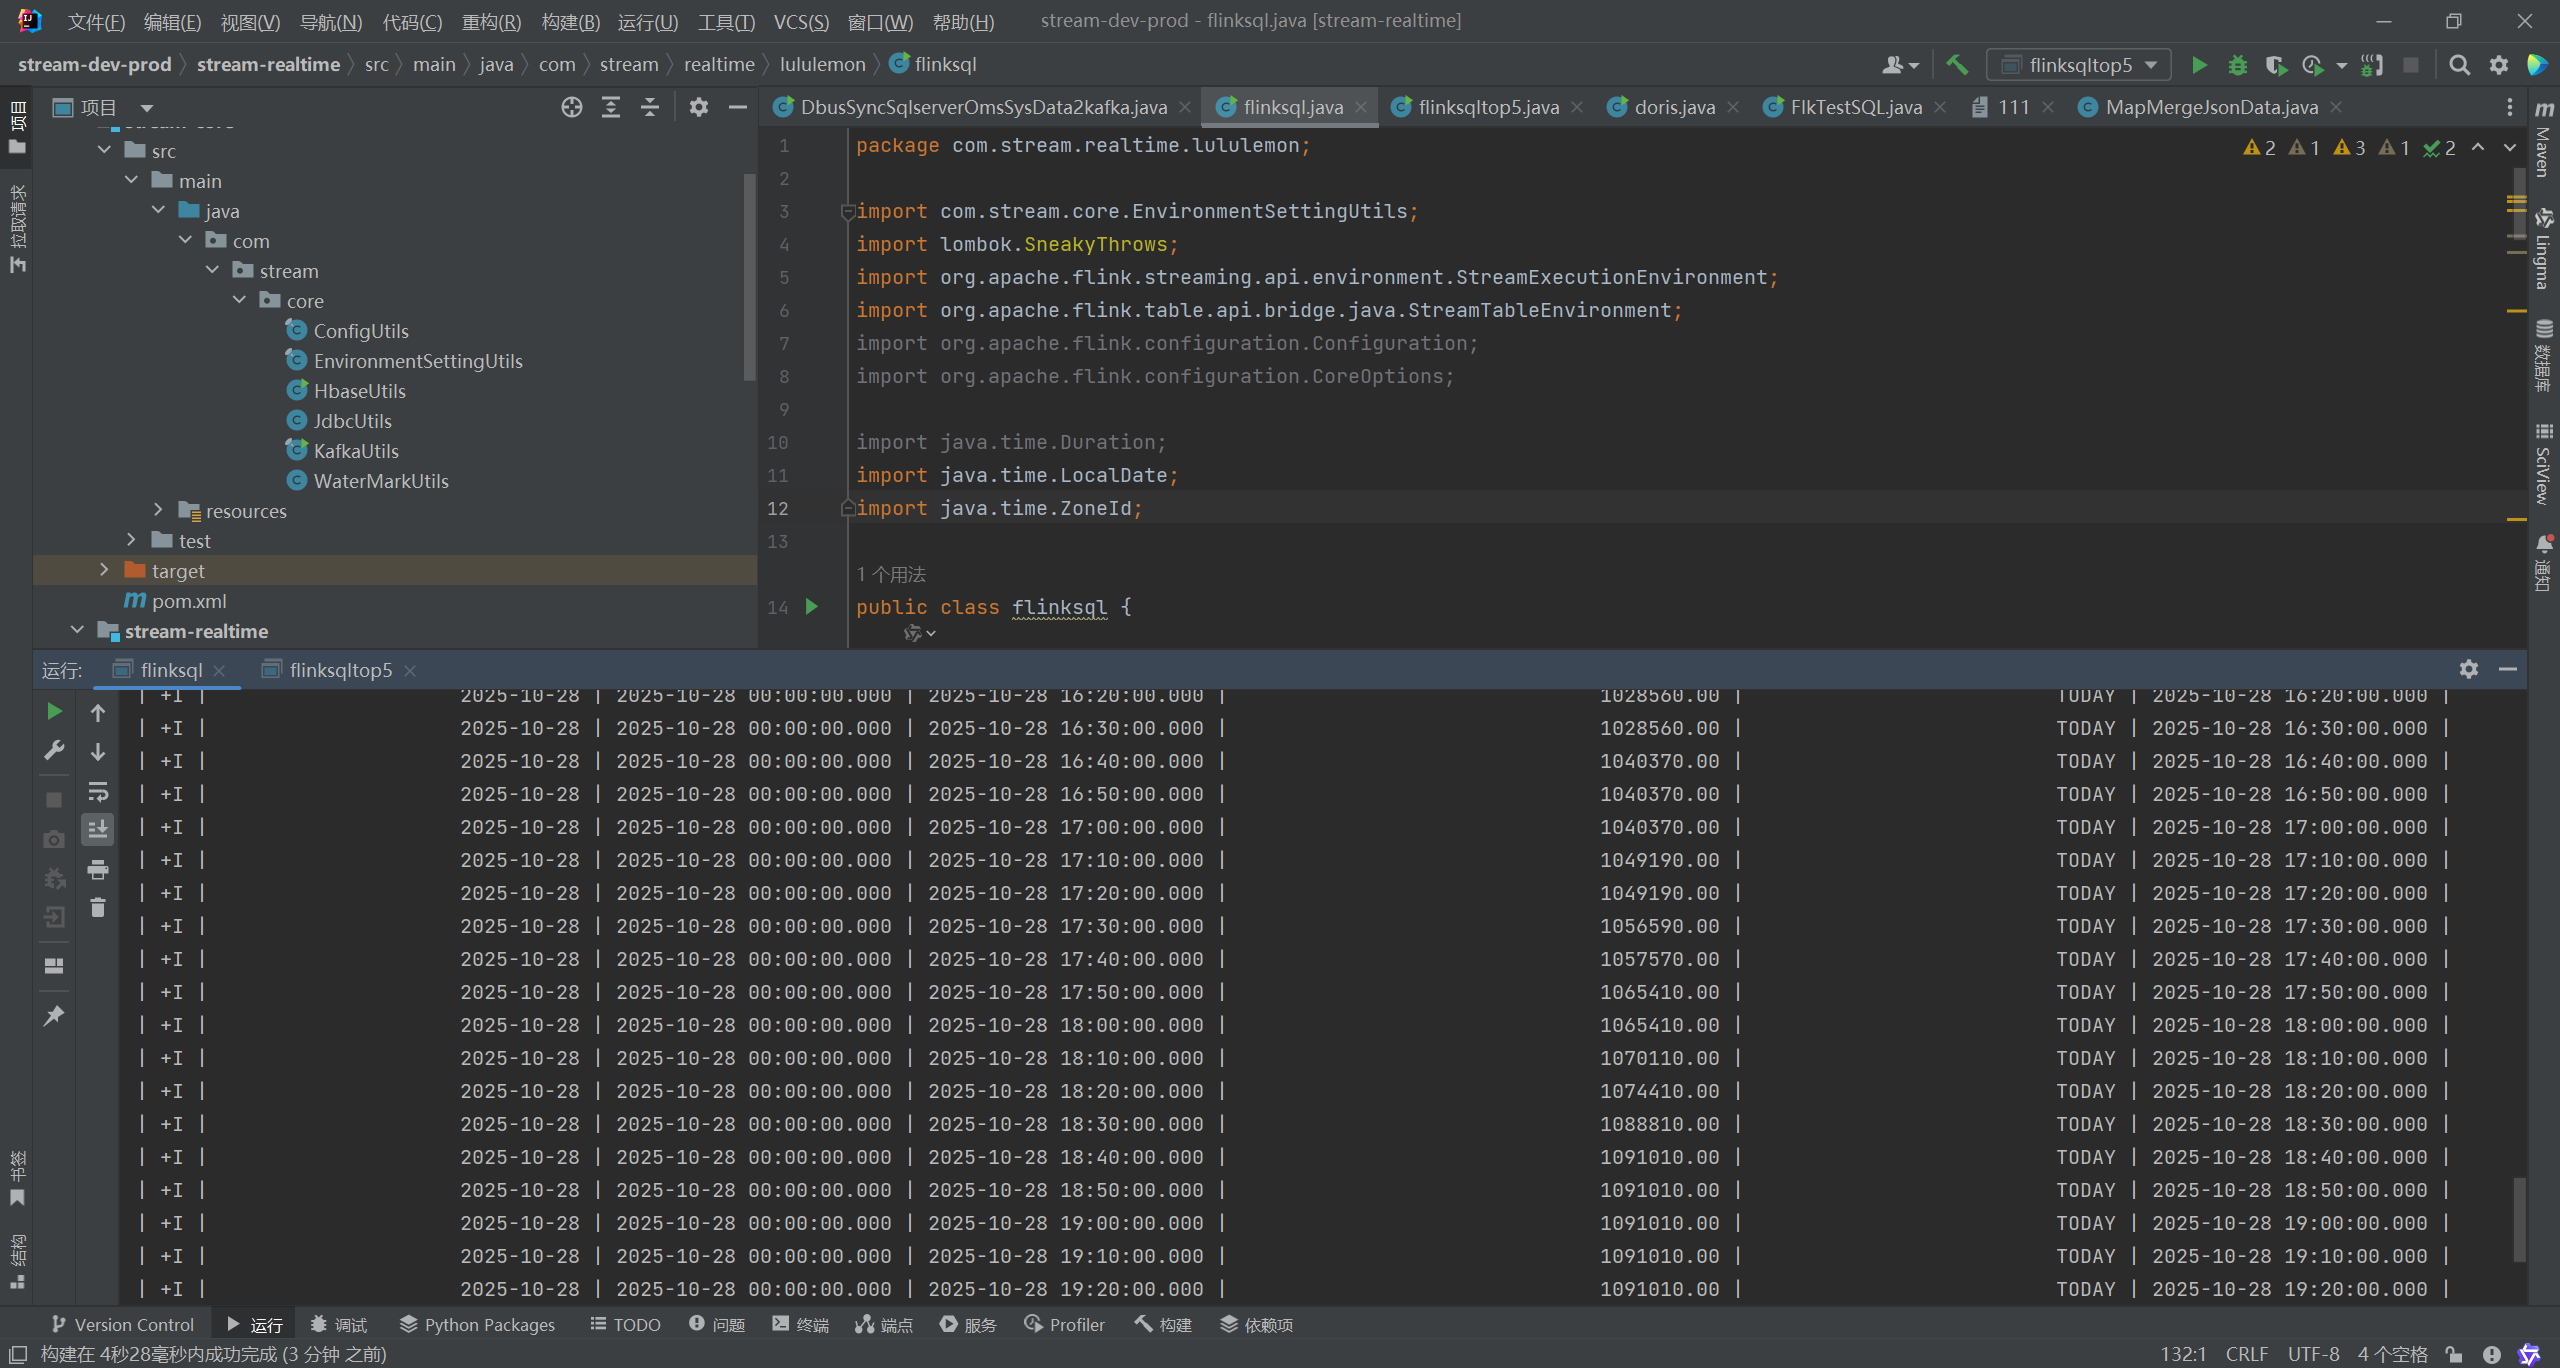 文件(F) 编辑(E) 视图(V) 导航(N) 代码(C) 重构(R) 构建(B) 运行(U) 工具(T) VCS(S) 窗口(W) 帮助(H) stream-dev-prod - flinksql.java [stream-realtime]
stream-dev-prod stream-realtime src main java com stream realtime lululemon flinksql flinksqltop5
项目
DbusSyncSqlserverOmsSysData2kafka.java flinksql.java flinksqltop5.java doris.java FlkTestSQL.java 111 MapMergeJsonData.java
项目
拉取请求
src
main
java
com
stream
core
ConfigUtils
EnvironmentSettingUtils
HbaseUtils
JdbcUtils
KafkaUtils
WaterMarkUtils
resources
test
target
pom.xml
stream-realtime
2 1 3 1 2
1 package com.stream.realtime.lululemon;
2
3 import com.stream.core.EnvironmentSettingUtils;
4 import lombok.SneakyThrows;
5 import org.apache.flink.streaming.api.environment.StreamExecutionEnvironment;
6 import org.apache.flink.table.api.bridge.java.StreamTableEnvironment;
7 import org.apache.flink.configuration.Configuration;
8 import org.apache.flink.configuration.CoreOptions;
9
10 import java.time.Duration;
11 import java.time.LocalDate;
12 import java.time.ZoneId;
13
1 个用法
14 public class flinksql {
Maven
Lingma
数据库
SciView
通知
运行: flinksql flinksqltop5
| +I | 2025-10-28 | 2025-10-28 00:00:00.000 | 2025-10-28 16:20:00.000 | 1028560.00 | TODAY | 2025-10-28 16:20:00.000 |
| +I | 2025-10-28 | 2025-10-28 00:00:00.000 | 2025-10-28 16:30:00.000 | 1028560.00 | TODAY | 2025-10-28 16:30:00.000 |
| +I | 2025-10-28 | 2025-10-28 00:00:00.000 | 2025-10-28 16:40:00.000 | 1040370.00 | TODAY | 2025-10-28 16:40:00.000 |
| +I | 2025-10-28 | 2025-10-28 00:00:00.000 | 2025-10-28 16:50:00.000 | 1040370.00 | TODAY | 2025-10-28 16:50:00.000 |
| +I | 2025-10-28 | 2025-10-28 00:00:00.000 | 2025-10-28 17:00:00.000 | 1040370.00 | TODAY | 2025-10-28 17:00:00.000 |
| +I | 2025-10-28 | 2025-10-28 00:00:00.000 | 2025-10-28 17:10:00.000 | 1049190.00 | TODAY | 2025-10-28 17:10:00.000 |
| +I | 2025-10-28 | 2025-10-28 00:00:00.000 | 2025-10-28 17:20:00.000 | 1049190.00 | TODAY | 2025-10-28 17:20:00.000 |
| +I | 2025-10-28 | 2025-10-28 00:00:00.000 | 2025-10-28 17:30:00.000 | 1056590.00 | TODAY | 2025-10-28 17:30:00.000 |
| +I | 2025-10-28 | 2025-10-28 00:00:00.000 | 2025-10-28 17:40:00.000 | 1057570.00 | TODAY | 2025-10-28 17:40:00.000 |
| +I | 2025-10-28 | 2025-10-28 00:00:00.000 | 2025-10-28 17:50:00.000 | 1065410.00 | TODAY | 2025-10-28 17:50:00.000 |
| +I | 2025-10-28 | 2025-10-28 00:00:00.000 | 2025-10-28 18:00:00.000 | 1065410.00 | TODAY | 2025-10-28 18:00:00.000 |
| +I | 2025-10-28 | 2025-10-28 00:00:00.000 | 2025-10-28 18:10:00.000 | 1070110.00 | TODAY | 2025-10-28 18:10:00.000 |
| +I | 2025-10-28 | 2025-10-28 00:00:00.000 | 2025-10-28 18:20:00.000 | 1074410.00 | TODAY | 2025-10-28 18:20:00.000 |
| +I | 2025-10-28 | 2025-10-28 00:00:00.000 | 2025-10-28 18:30:00.000 | 1088810.00 | TODAY | 2025-10-28 18:30:00.000 |
| +I | 2025-10-28 | 2025-10-28 00:00:00.000 | 2025-10-28 18:40:00.000 | 1091010.00 | TODAY | 2025-10-28 18:40:00.000 |
| +I | 2025-10-28 | 2025-10-28 00:00:00.000 | 2025-10-28 18:50:00.000 | 1091010.00 | TODAY | 2025-10-28 18:50:00.000 |
| +I | 2025-10-28 | 2025-10-28 00:00:00.000 | 2025-10-28 19:00:00.000 | 1091010.00 | TODAY | 2025-10-28 19:00:00.000 |
| +I | 2025-10-28 | 2025-10-28 00:00:00.000 | 2025-10-28 19:10:00.000 | 1091010.00 | TODAY | 2025-10-28 19:10:00.000 |
| +I | 2025-10-28 | 2025-10-28 00:00:00.000 | 2025-10-28 19:20:00.000 | 1091010.00 | TODAY | 2025-10-28 19:20:00.000 |
书签
结构
Version Control 运行 调试 Python Packages TODO 问题 终端 端点 服务 Profiler 构建 依赖项
构建在 4秒28毫秒内成功完成 (3 分钟 之前) 132:1 CRLF UTF-8 4 个空格